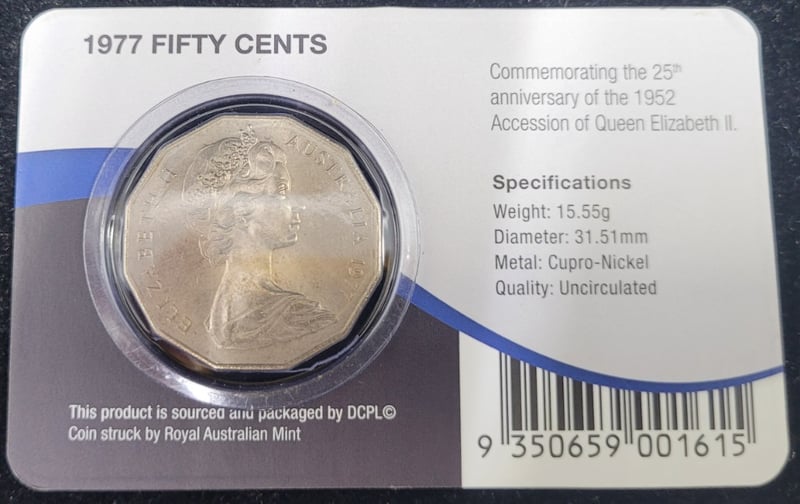 1977 FIFTY CENTS
Commemorating the 25th
anniversary of the 1952
Accession of Queen Elizabeth II.
ELIZABETH II
AUSTRALIA 1977
Specifications
Weight: 15.55g
Diameter: 31.51mm
Metal: Cupro-Nickel
Quality: Uncirculated
This product is sourced and packaged by DCPL©
Coin struck by Royal Australian Mint
9 350659 001615